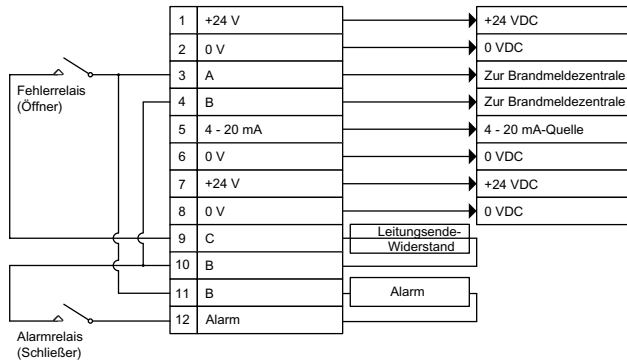 1 +24 V +24 VDC
2 0 V 0 VDC
3 A Zur Brandmeldezentrale
Fehlerrelais
(Öffner)
4 B Zur Brandmeldezentrale
5 4 - 20 mA 4 - 20 mA-Quelle
6 0 V 0 VDC
7 +24 V +24 VDC
8 0 V 0 VDC
9 C Leitungsende-
Widerstand
10 B
11 B Alarm
12 Alarm
Alarmrelais
(Schließer)